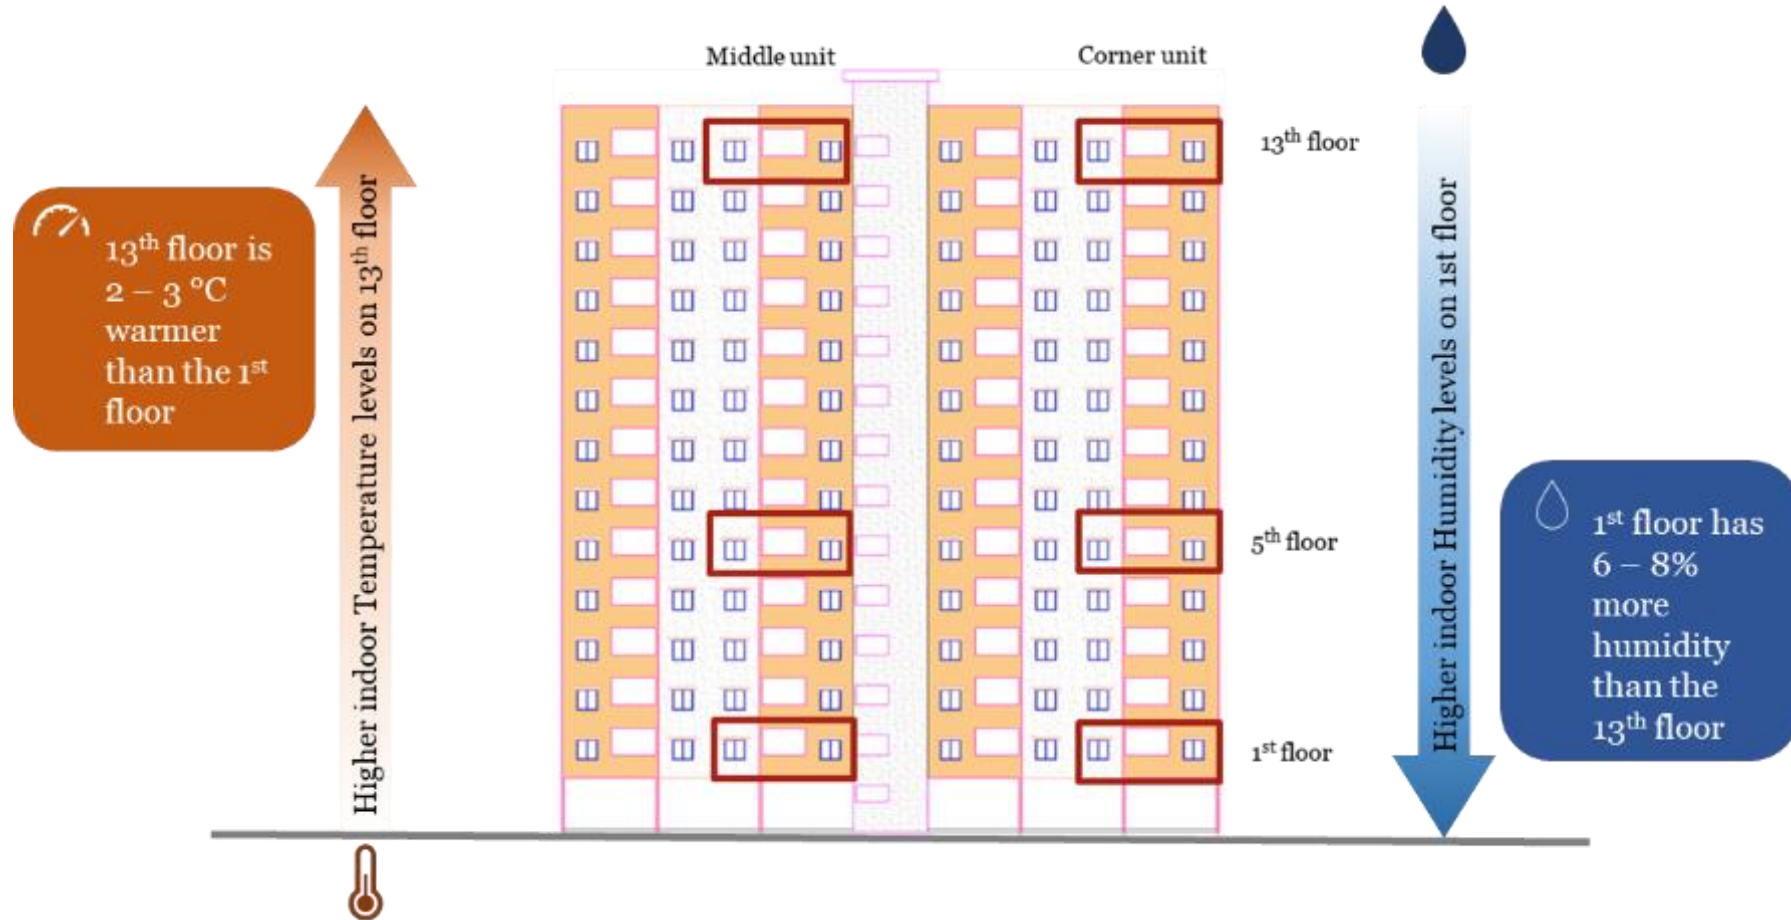 Middle unit
Corner unit
13th floor is
2 – 3 °C
warmer
than the 1st
floor
Higher indoor Temperature levels on 13th floor
13th floor
5th floor
1st floor
Higher indoor Humidity levels on 1st floor
1st floor has
6 – 8%
more
humidity
than the
13th floor